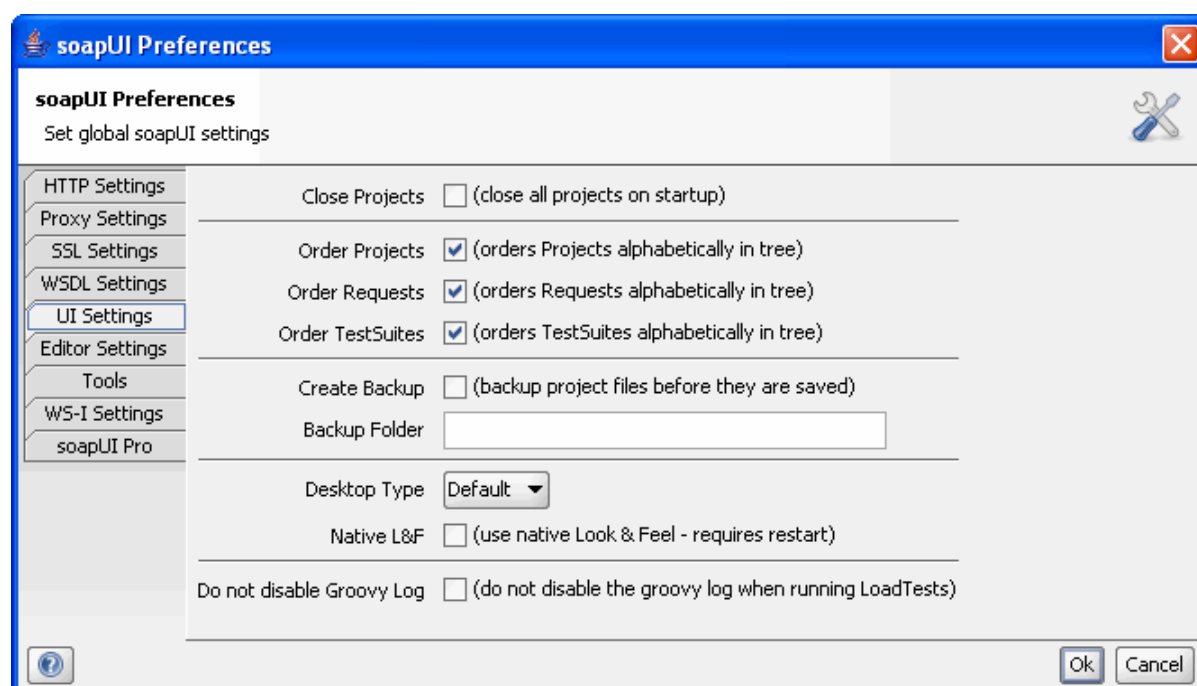 soapUI Preferences
soapUI Preferences
Set global soapUI settings
HTTP Settings
Proxy Settings
SSL Settings
WSDL Settings
UI Settings
Editor Settings
Tools
WS-I Settings
soapUI Pro
Close Projects (close all projects on startup)
Order Projects (orders Projects alphabetically in tree)
Order Requests (orders Requests alphabetically in tree)
Order TestSuites (orders TestSuites alphabetically in tree)
Create Backup (backup project files before they are saved)
Backup Folder
Desktop Type Default
Native L&F (use native Look & Feel - requires restart)
Do not disable Groovy Log (do not disable the groovy log when running LoadTests)
? Ok Cancel